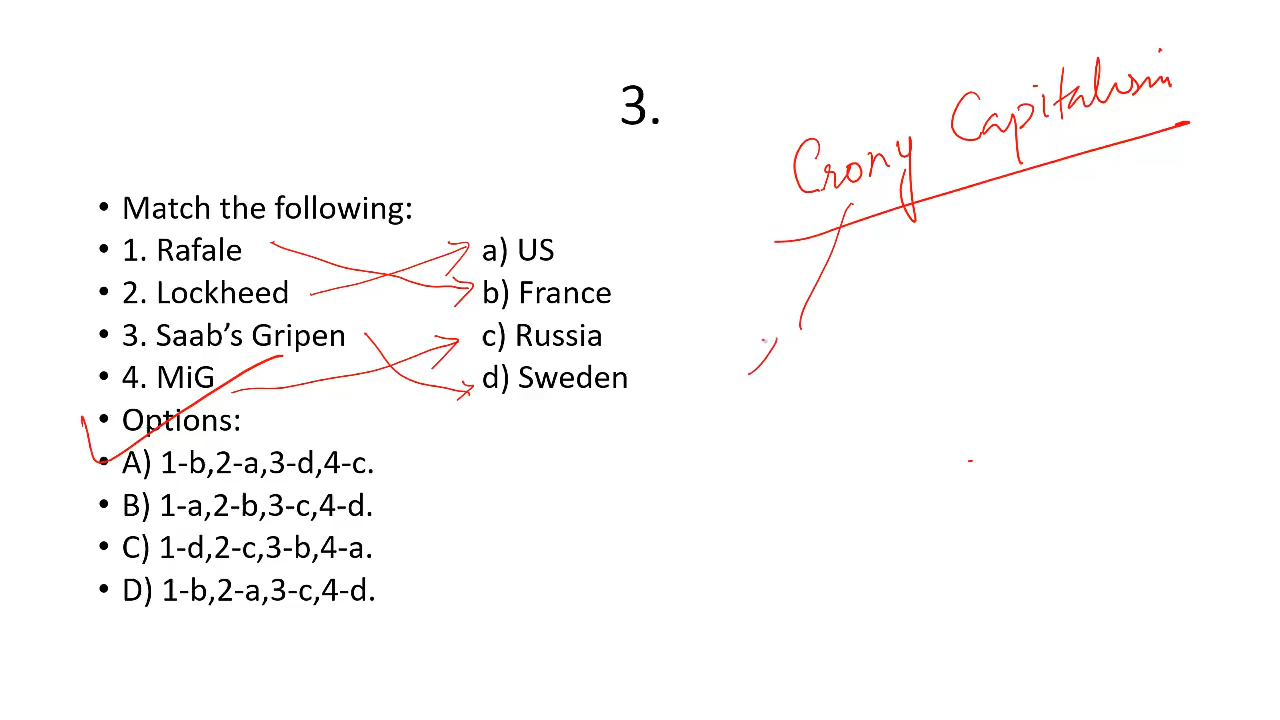 3.
Crony Capitalism
• Match the following:
• 1. Rafale a) US
• 2. Lockheed b) France
• 3. Saab’s Gripen c) Russia
• 4. MiG d) Sweden
• Options:
• A) 1-b,2-a,3-d,4-c.
• B) 1-a,2-b,3-c,4-d.
• C) 1-d,2-c,3-b,4-a.
• D) 1-b,2-a,3-c,4-d.